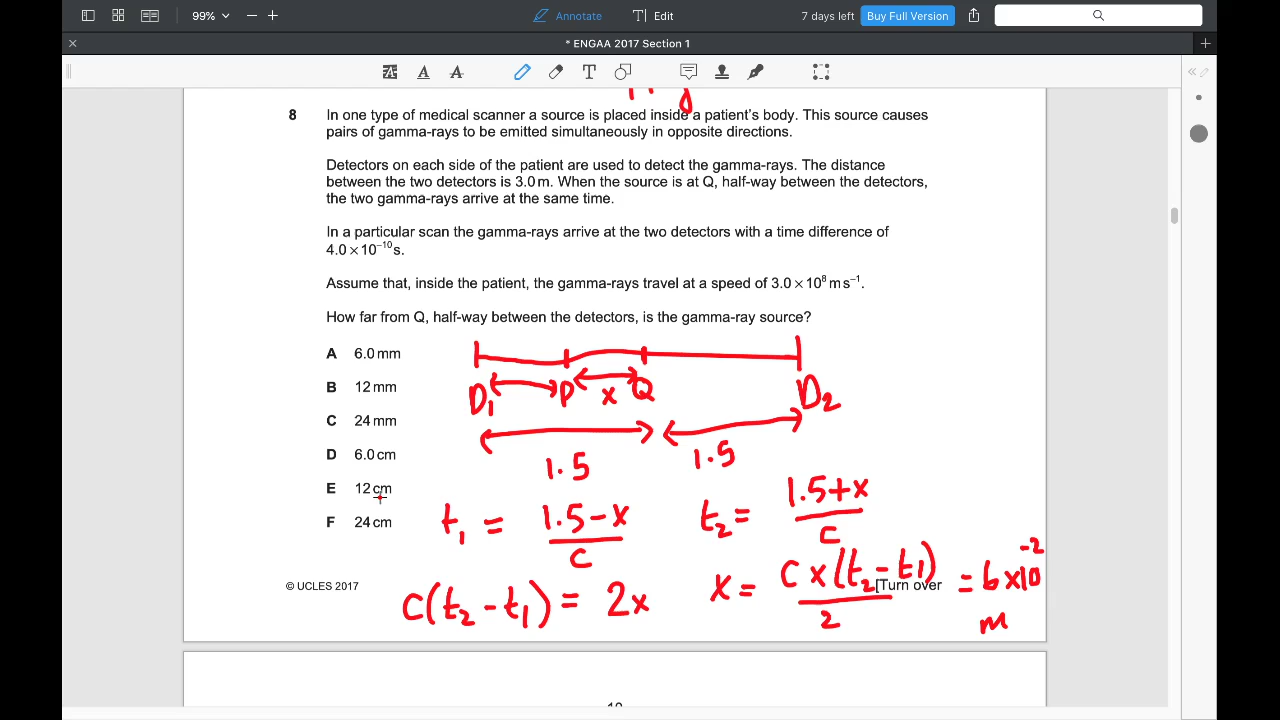 99%
Annotate
Edit
7 days left
Buy Full Version
* ENGAA 2017 Section 1
8 In one type of medical scanner a source is placed inside a patient's body. This source causes
pairs of gamma-rays to be emitted simultaneously in opposite directions.
Detectors on each side of the patient are used to detect the gamma-rays. The distance
between the two detectors is 3.0 m. When the source is at Q, half-way between the detectors,
the two gamma-rays arrive at the same time.
In a particular scan the gamma-rays arrive at the two detectors with a time difference of
4.0 × 10⁻¹⁰ s.
Assume that, inside the patient, the gamma-rays travel at a speed of 3.0 × 10⁸ m s⁻¹.
How far from Q, half-way between the detectors, is the gamma-ray source?
A 6.0 mm
B 12 mm
C 24 mm
D 6.0 cm
E 12 cm
F 24 cm
D₁ P x Q D₂
1.5 1.5
t₁ = (1.5 - x)/c t₂ = (1.5 + x)/c
c(t₂ - t₁) = 2x x = c x (t₂ - t₁)/2 = 6 x 10⁻² m
© UCLES 2017 [Turn over